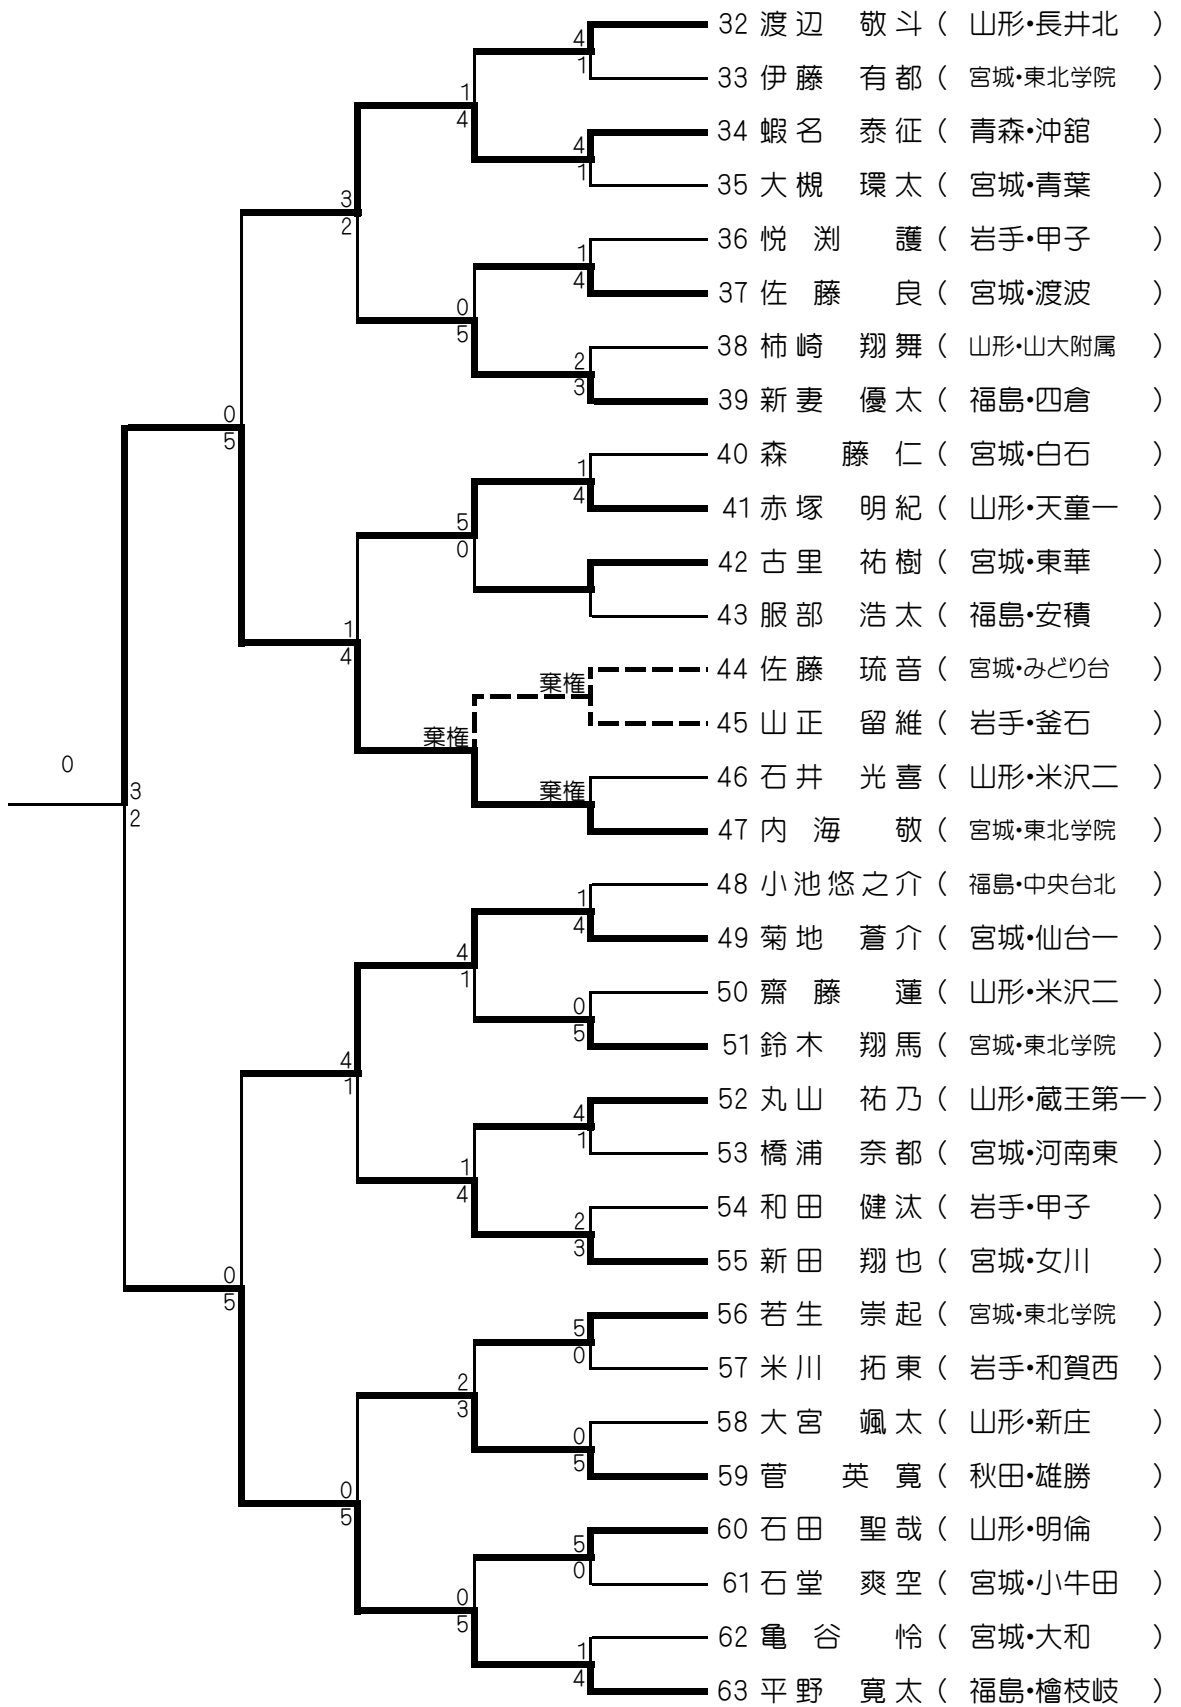 32 渡辺 敬斗 ( 山形・長井北 )
4
1
33 伊藤 有都 ( 宮城・東北学院 )
1
4
34 蝦名 泰征 ( 青森・沖舘 )
4
1
35 大槻 環太 ( 宮城・青葉 )
3
2
36 悦渕 護 ( 岩手・甲子 )
1
4
37 佐藤 良 ( 宮城・渡波 )
0
5
38 柿崎 翔舞 ( 山形・山大附属 )
2
3
39 新妻 優太 ( 福島・四倉 )
0
5
40 森 藤仁 ( 宮城・白石 )
1
4
41 赤塚 明紀 ( 山形・天童一 )
5
0
42 古里 祐樹 ( 宮城・東華 )
43 服部 浩太 ( 福島・安積 )
1
4
44 佐藤 琉音 ( 宮城・みどり台 )
棄権
45 山正 留維 ( 岩手・釜石 )
棄権
46 石井 光喜 ( 山形・米沢二 )
棄権
47 内海 敬 ( 宮城・東北学院 )
0
3
2
48 小池悠之介 ( 福島・中央台北 )
1
4
49 菊地 蒼介 ( 宮城・仙台一 )
4
1
50 齋藤 蓮 ( 山形・米沢二 )
0
5
51 鈴木 翔馬 ( 宮城・東北学院 )
4
1
52 丸山 祐乃 ( 山形・蔵王第一 )
4
1
53 橋浦 奈都 ( 宮城・河南東 )
1
4
54 和田 健汰 ( 岩手・甲子 )
2
3
55 新田 翔也 ( 宮城・女川 )
0
5
56 若生 崇起 ( 宮城・東北学院 )
5
0
57 米川 拓東 ( 岩手・和賀西 )
2
3
58 大宮 颯太 ( 山形・新庄 )
0
5
59 菅 英寛 ( 秋田・雄勝 )
0
5
60 石田 聖哉 ( 山形・明倫 )
5
0
61 石堂 爽空 ( 宮城・小牛田 )
0
5
62 亀谷 怜 ( 宮城・大和 )
1
4
63 平野 寛太 ( 福島・檜枝岐 )